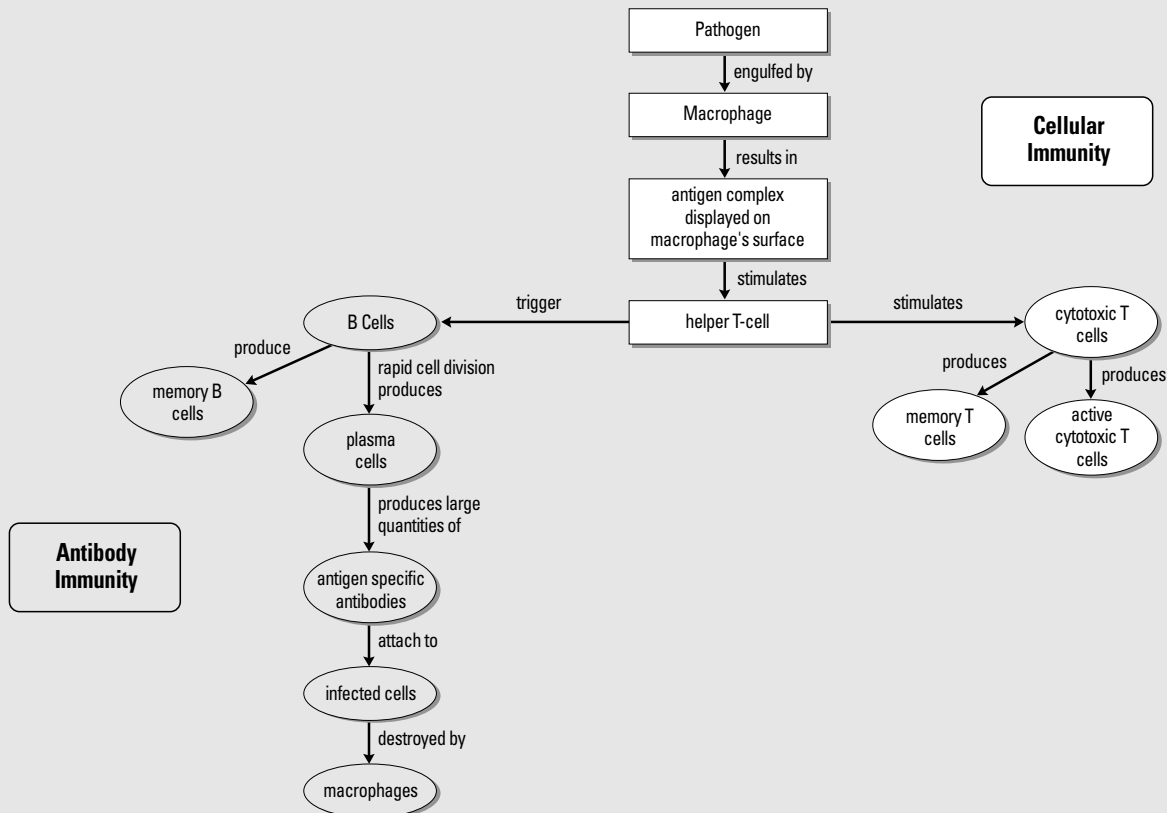 Pathogen
engulfed by
Macrophage
Cellular
Immunity
results in
antigen complex
displayed on
macrophage's surface
stimulates
trigger
helper T-cell
stimulates
B Cells
cytotoxic T
cells
produce
rapid cell division
produces
produces
produces
memory B
cells
memory T
cells
active
cytotoxic T
cells
plasma
cells
produces large
quantities of
Antibody
Immunity
antigen specific
antibodies
attach to
infected cells
destroyed by
macrophages